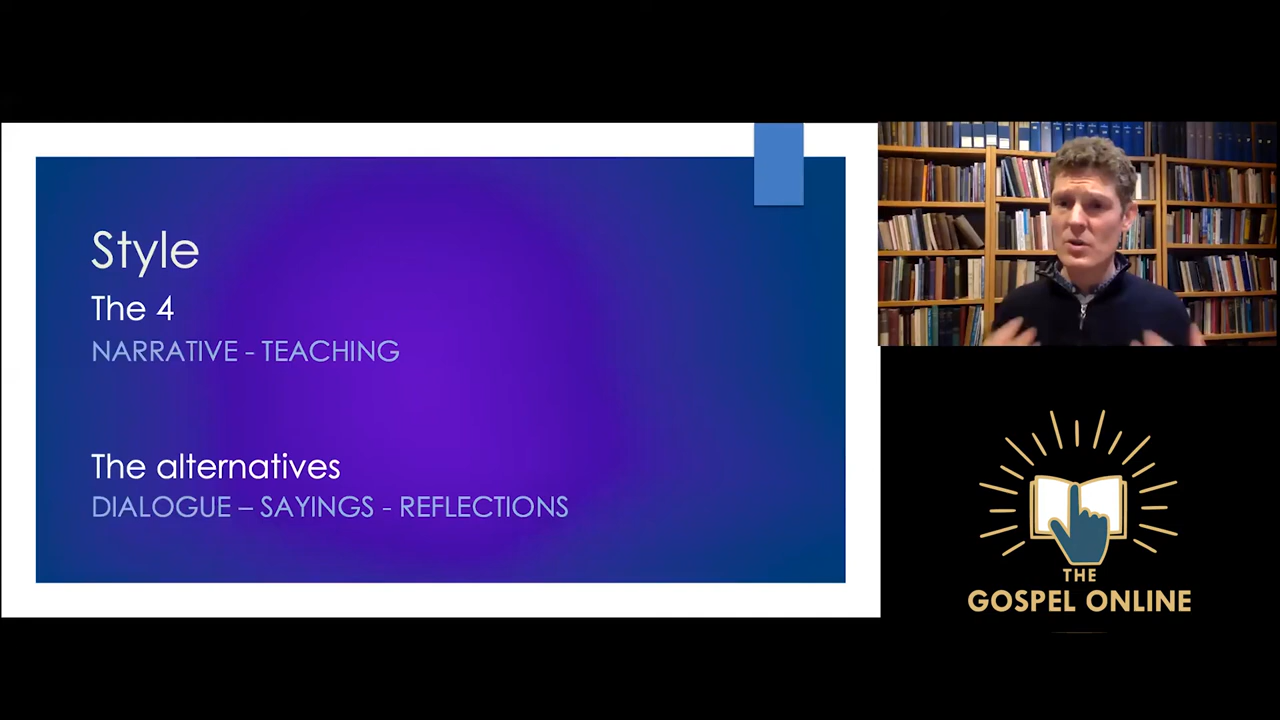 Style
The 4
NARRATIVE - TEACHING
The alternatives
DIALOGUE – SAYINGS - REFLECTIONS
THE
GOSPEL ONLINE